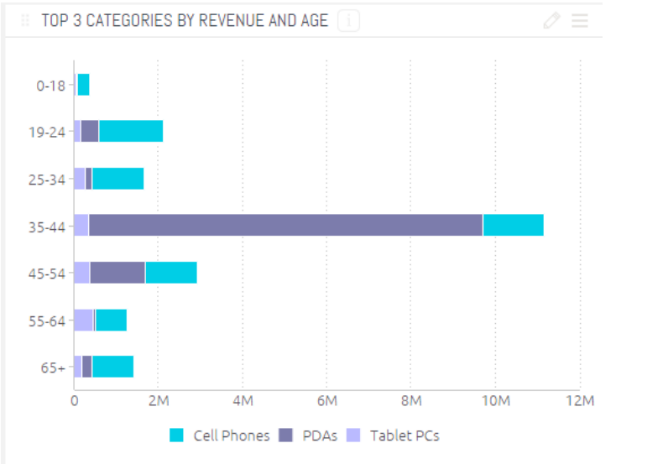 TOP 3 CATEGORIES BY REVENUE AND AGE i
0-18
19-24
25-34
35-44
45-54
55-64
65+
0 2M 4M 6M 8M 10M 12M
Cell Phones PDAs Tablet PCs